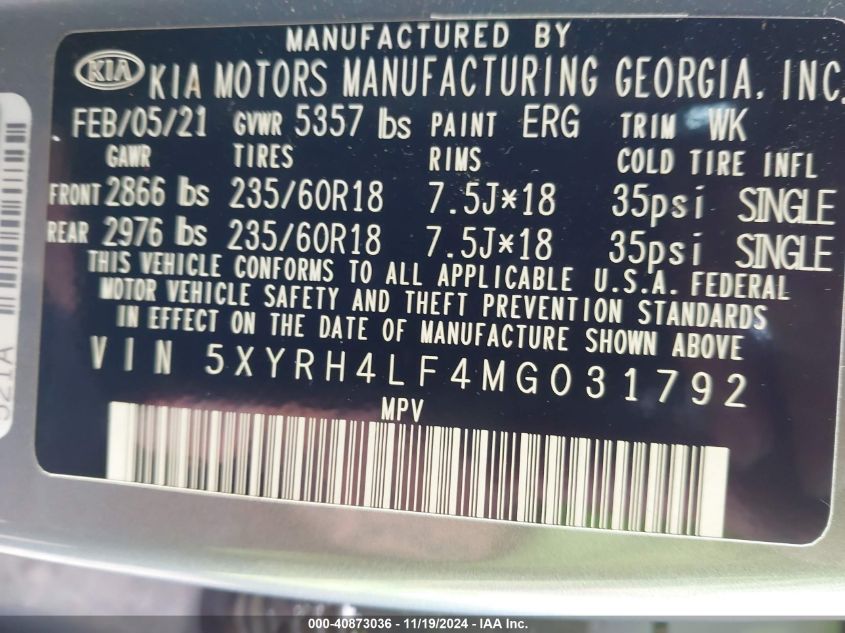 MANUFACTURED BY
KIA KIA MOTORS MANUFACTURING GEORGIA, INC.
FEB/05/21 GVWR 5357 lbs PAINT ERG TRIM WK
GAWR TIRES RIMS COLD TIRE INFL
FRONT 2866 lbs 235/60R18 7.5J*18 35psi SINGLE
REAR 2976 lbs 235/60R18 7.5J*18 35psi SINGLE
THIS VEHICLE CONFORMS TO ALL APPLICABLE U.S.A. FEDERAL
MOTOR VEHICLE SAFETY AND THEFT PREVENTION STANDARDS
IN EFFECT ON THE DATE OF MANUFACTURE SHOWN ABOVE
VIN 5XYRH4LF4MG031792
MPV
000-40873036 - 11/19/2024 - IAA Inc.